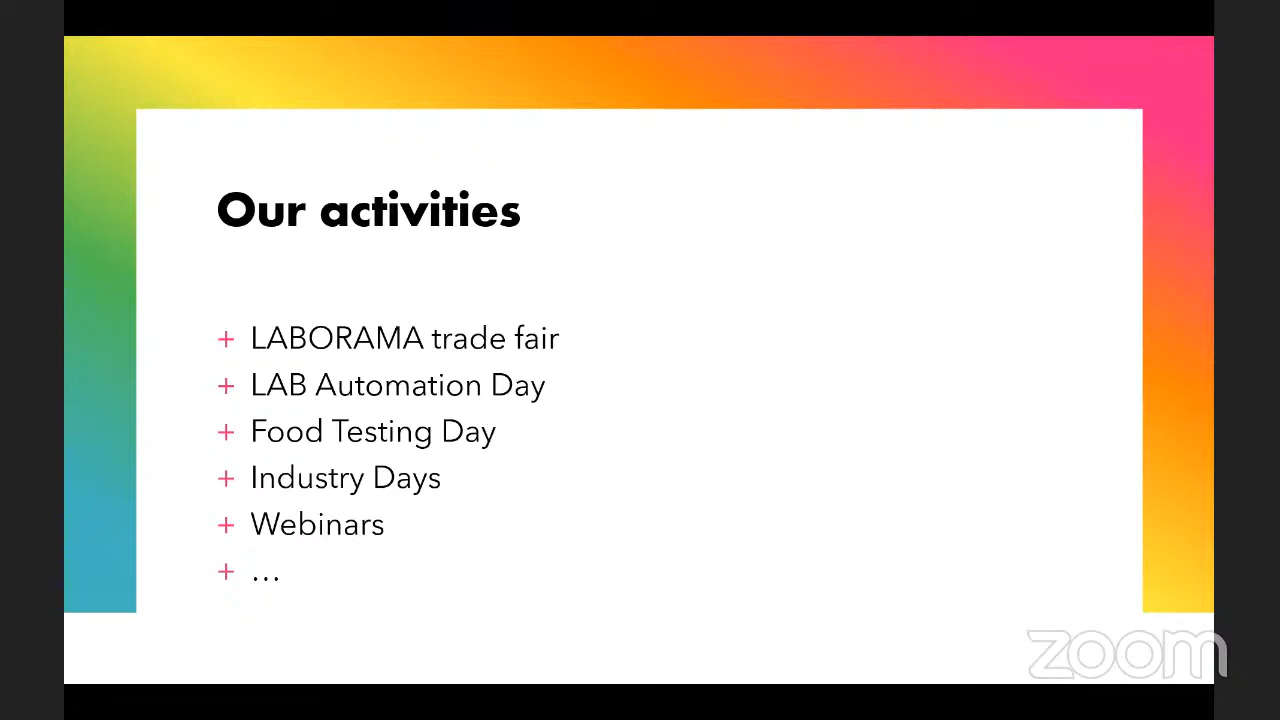 Our activities
+ LABORAMA trade fair
+ LAB Automation Day
+ Food Testing Day
+ Industry Days
+ Webinars
+ ...
zoom